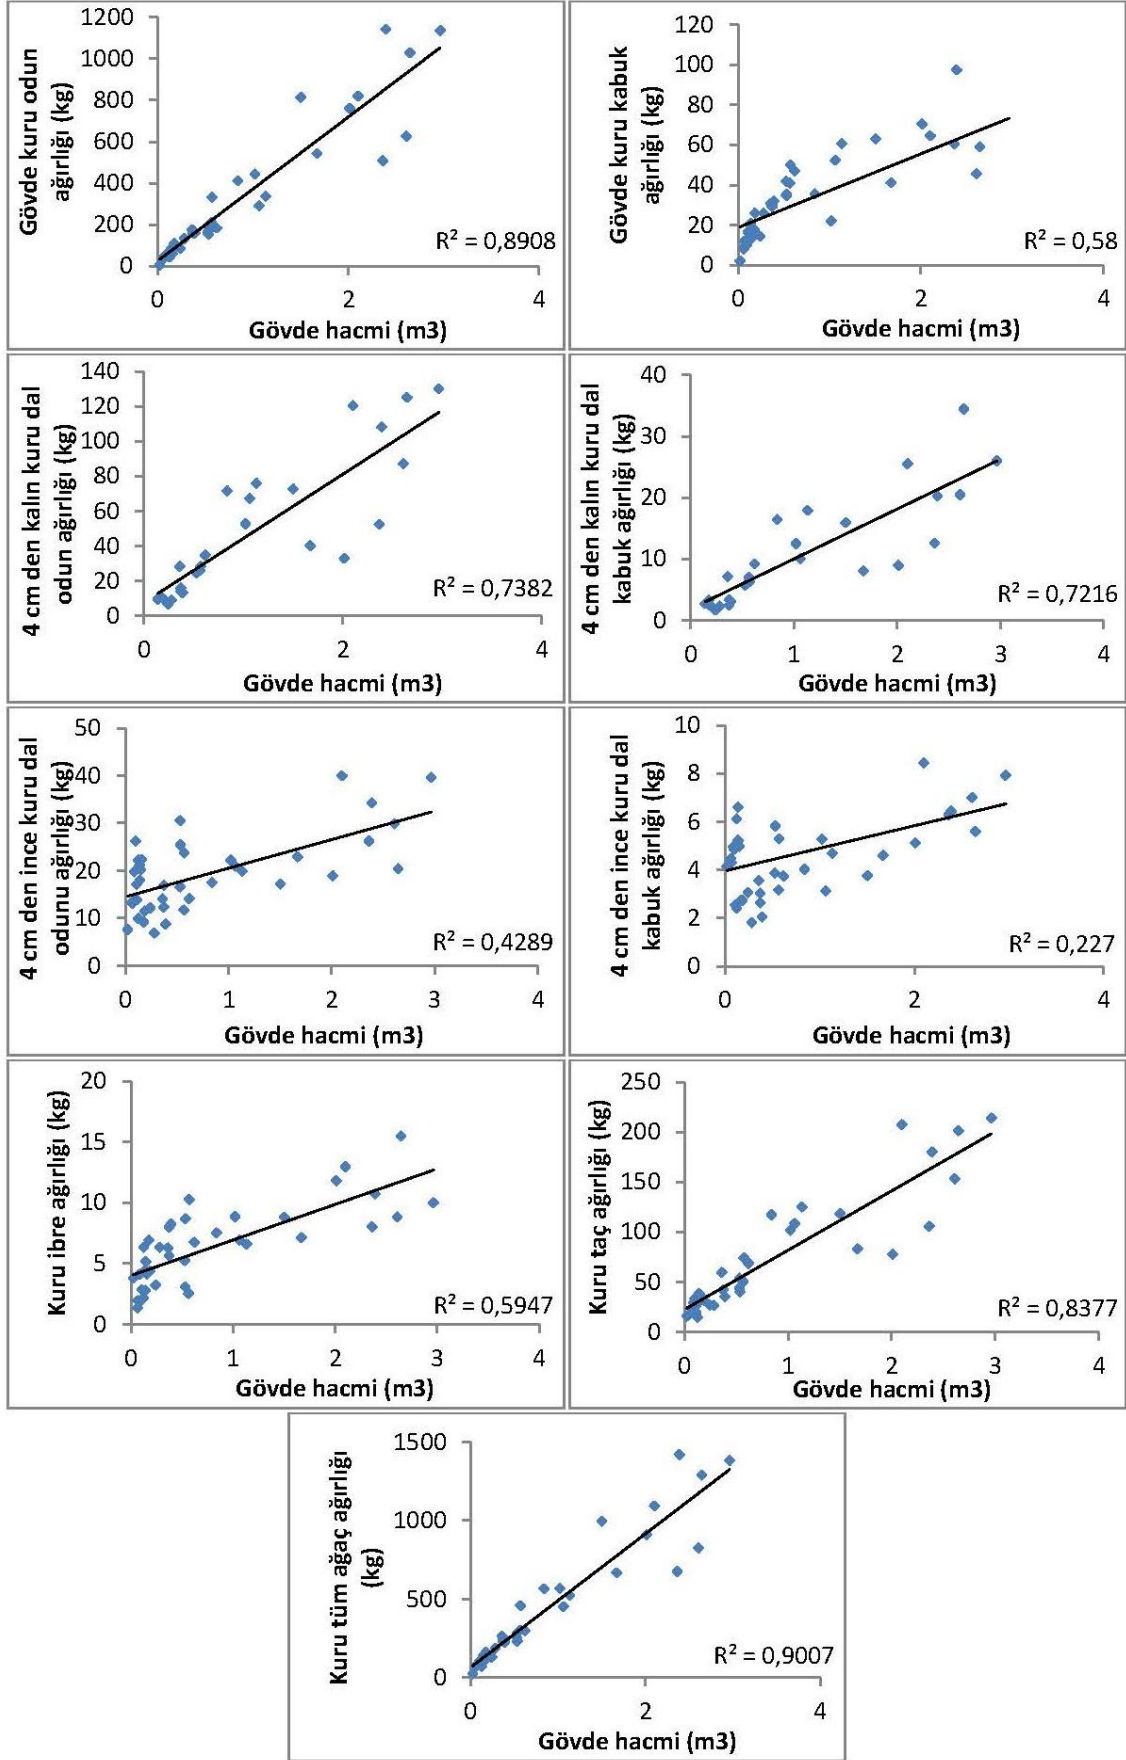 Gövde kuru odun
ağırlığı (kg)
1200
1000
800
600
400
200
0
R² = 0,8908
0 2 4
Gövde hacmi (m3)
Gövde kuru kabuk
ağırlığı (kg)
120
100
80
60
40
20
0
R² = 0,58
0 2 4
Gövde hacmi (m3)
4 cm den kalın kuru dal
odun ağırlığı (kg)
140
120
100
80
60
40
20
0
R² = 0,7382
0 2 4
Gövde hacmi (m3)
4 cm den kalın kuru dal
kabuk ağırlığı (kg)
40
30
20
10
0
R² = 0,7216
0 1 2 3 4
Gövde hacmi (m3)
4 cm den ince kuru dal
odunu ağırlığı (kg)
50
40
30
20
10
0
R² = 0,4289
0 1 2 3 4
Gövde hacmi (m3)
4 cm den ince kuru dal
kabuk ağırlığı (kg)
10
8
6
4
2
0
R² = 0,227
0 2 4
Gövde hacmi (m3)
Kuru ibre ağırlığı (kg)
20
15
10
5
0
R² = 0,5947
0 1 2 3 4
Gövde hacmi (m3)
Kuru taç ağırlığı (kg)
250
200
150
100
50
0
R² = 0,8377
0 1 2 3 4
Gövde hacmi (m3)
Kuru tüm ağaç ağırlığı
(kg)
1500
1000
500
0
R² = 0,9007
0 2 4
Gövde hacmi (m3)